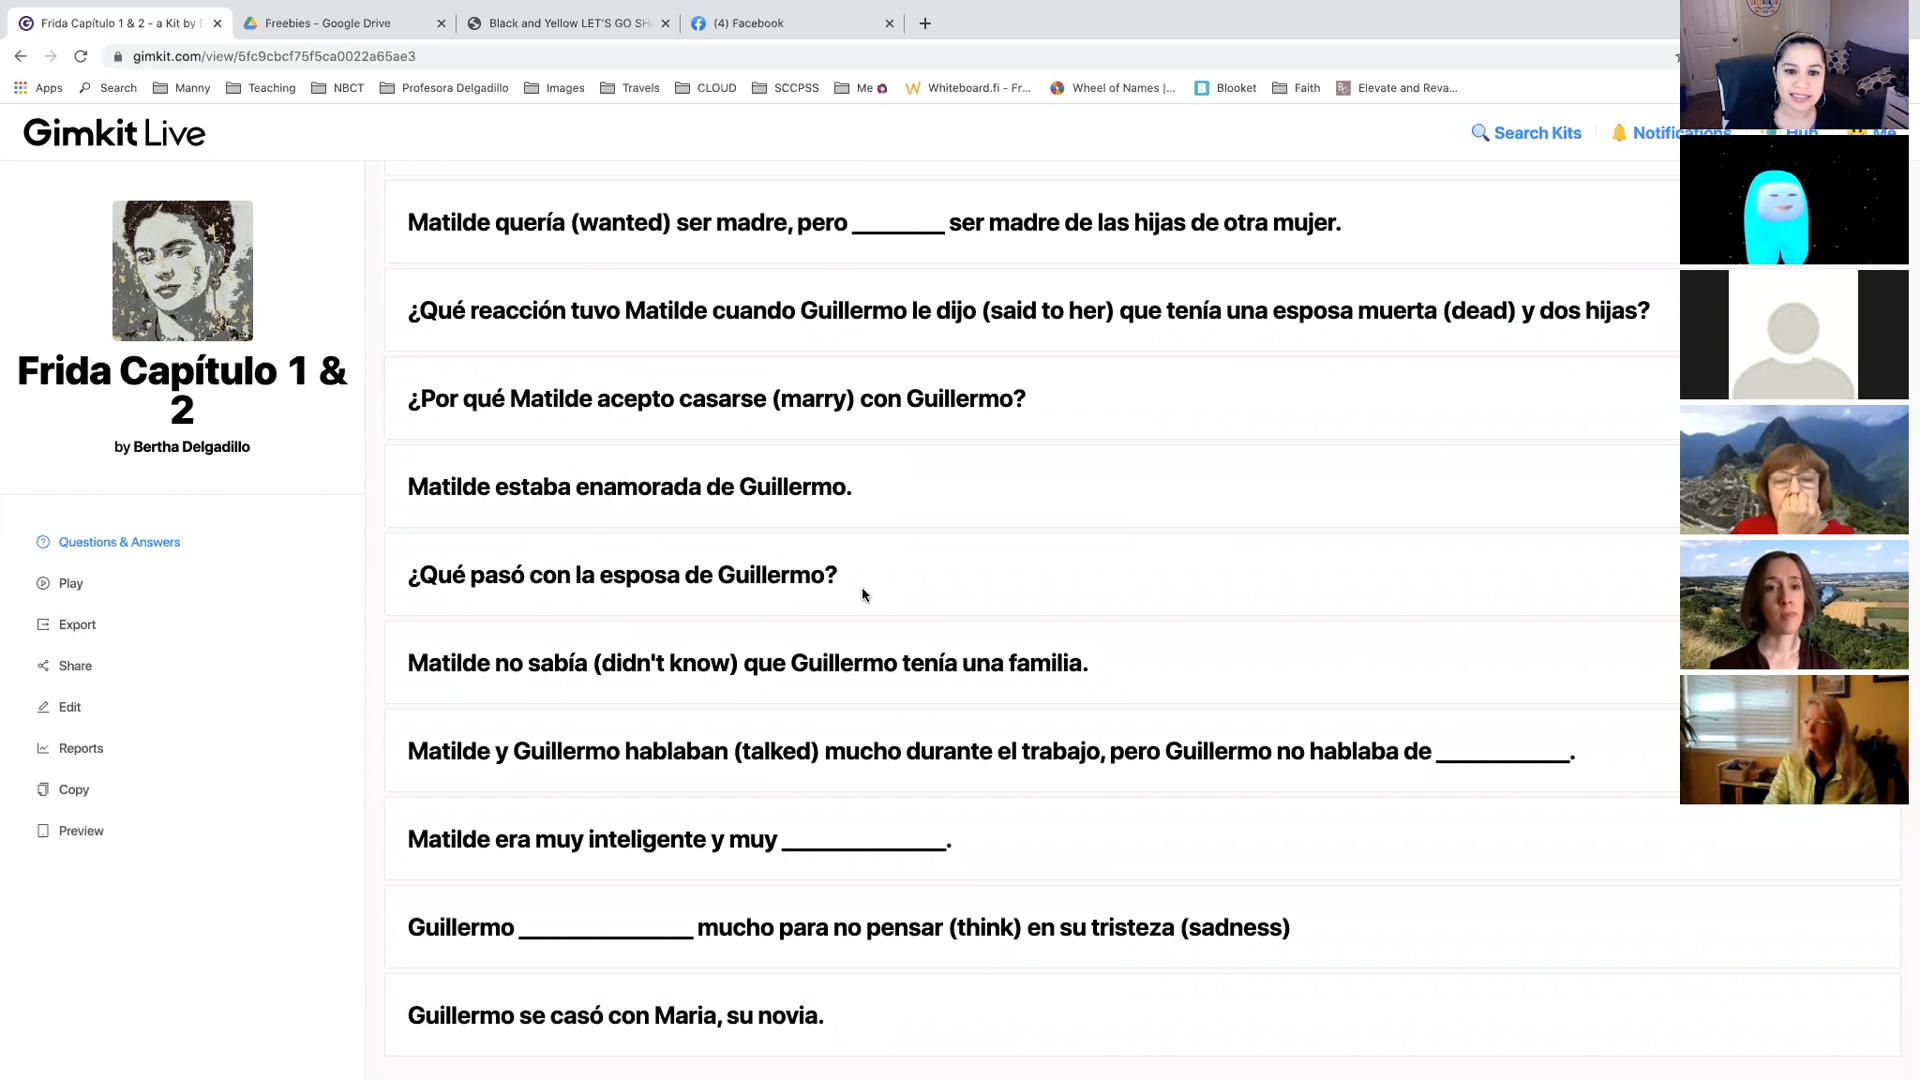 Frida Capítulo 1 & 2 - a Kit by
Freebies - Google Drive
Black and Yellow LET'S GO SH
(4) Facebook
gimkit.com/view/5fc9cbcf75f5ca0022a65ae3
Apps
Search
Manny
Teaching
NBCT
Profesora Delgadillo
Images
Travels
CLOUD
SCCPSS
Me
Whiteboard.fi - Fr...
Wheel of Names |...
Blooket
Faith
Elevate and Reva...
Gimkit Live
Search Kits
Notifications
Hub
Me
Frida Capítulo 1 &
2
by Bertha Delgadillo
Questions & Answers
Play
Export
Share
Edit
Reports
Copy
Preview
Matilde quería (wanted) ser madre, pero ________ ser madre de las hijas de otra mujer.
¿Qué reacción tuvo Matilde cuando Guillermo le dijo (said to her) que tenía una esposa muerta (dead) y dos hijas?
¿Por qué Matilde acepto casarse (marry) con Guillermo?
Matilde estaba enamorada de Guillermo.
¿Qué pasó con la esposa de Guillermo?
Matilde no sabía (didn't know) que Guillermo tenía una familia.
Matilde y Guillermo hablaban (talked) mucho durante el trabajo, pero Guillermo no hablaba de ____________.
Matilde era muy inteligente y muy ______________.
Guillermo _______________ mucho para no pensar (think) en su tristeza (sadness)
Guillermo se casó con Maria, su novia.